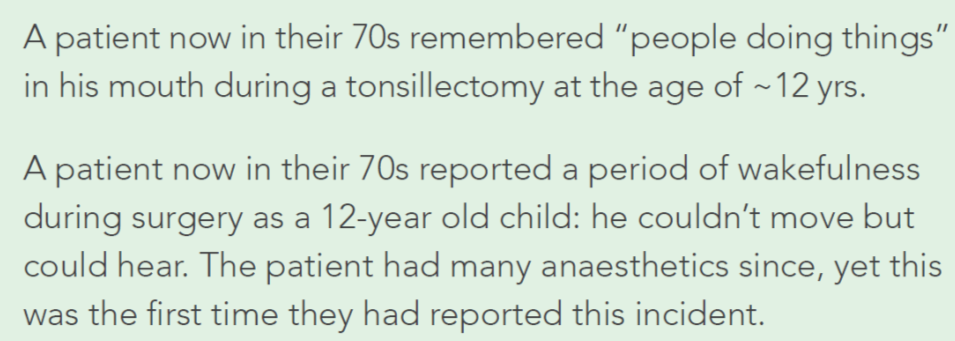 A patient now in their 70s remembered “people doing things”
in his mouth during a tonsillectomy at the age of ~12 yrs.
A patient now in their 70s reported a period of wakefulness
during surgery as a 12-year old child: he couldn’t move but
could hear. The patient had many anaesthetics since, yet this
was the first time they had reported this incident.